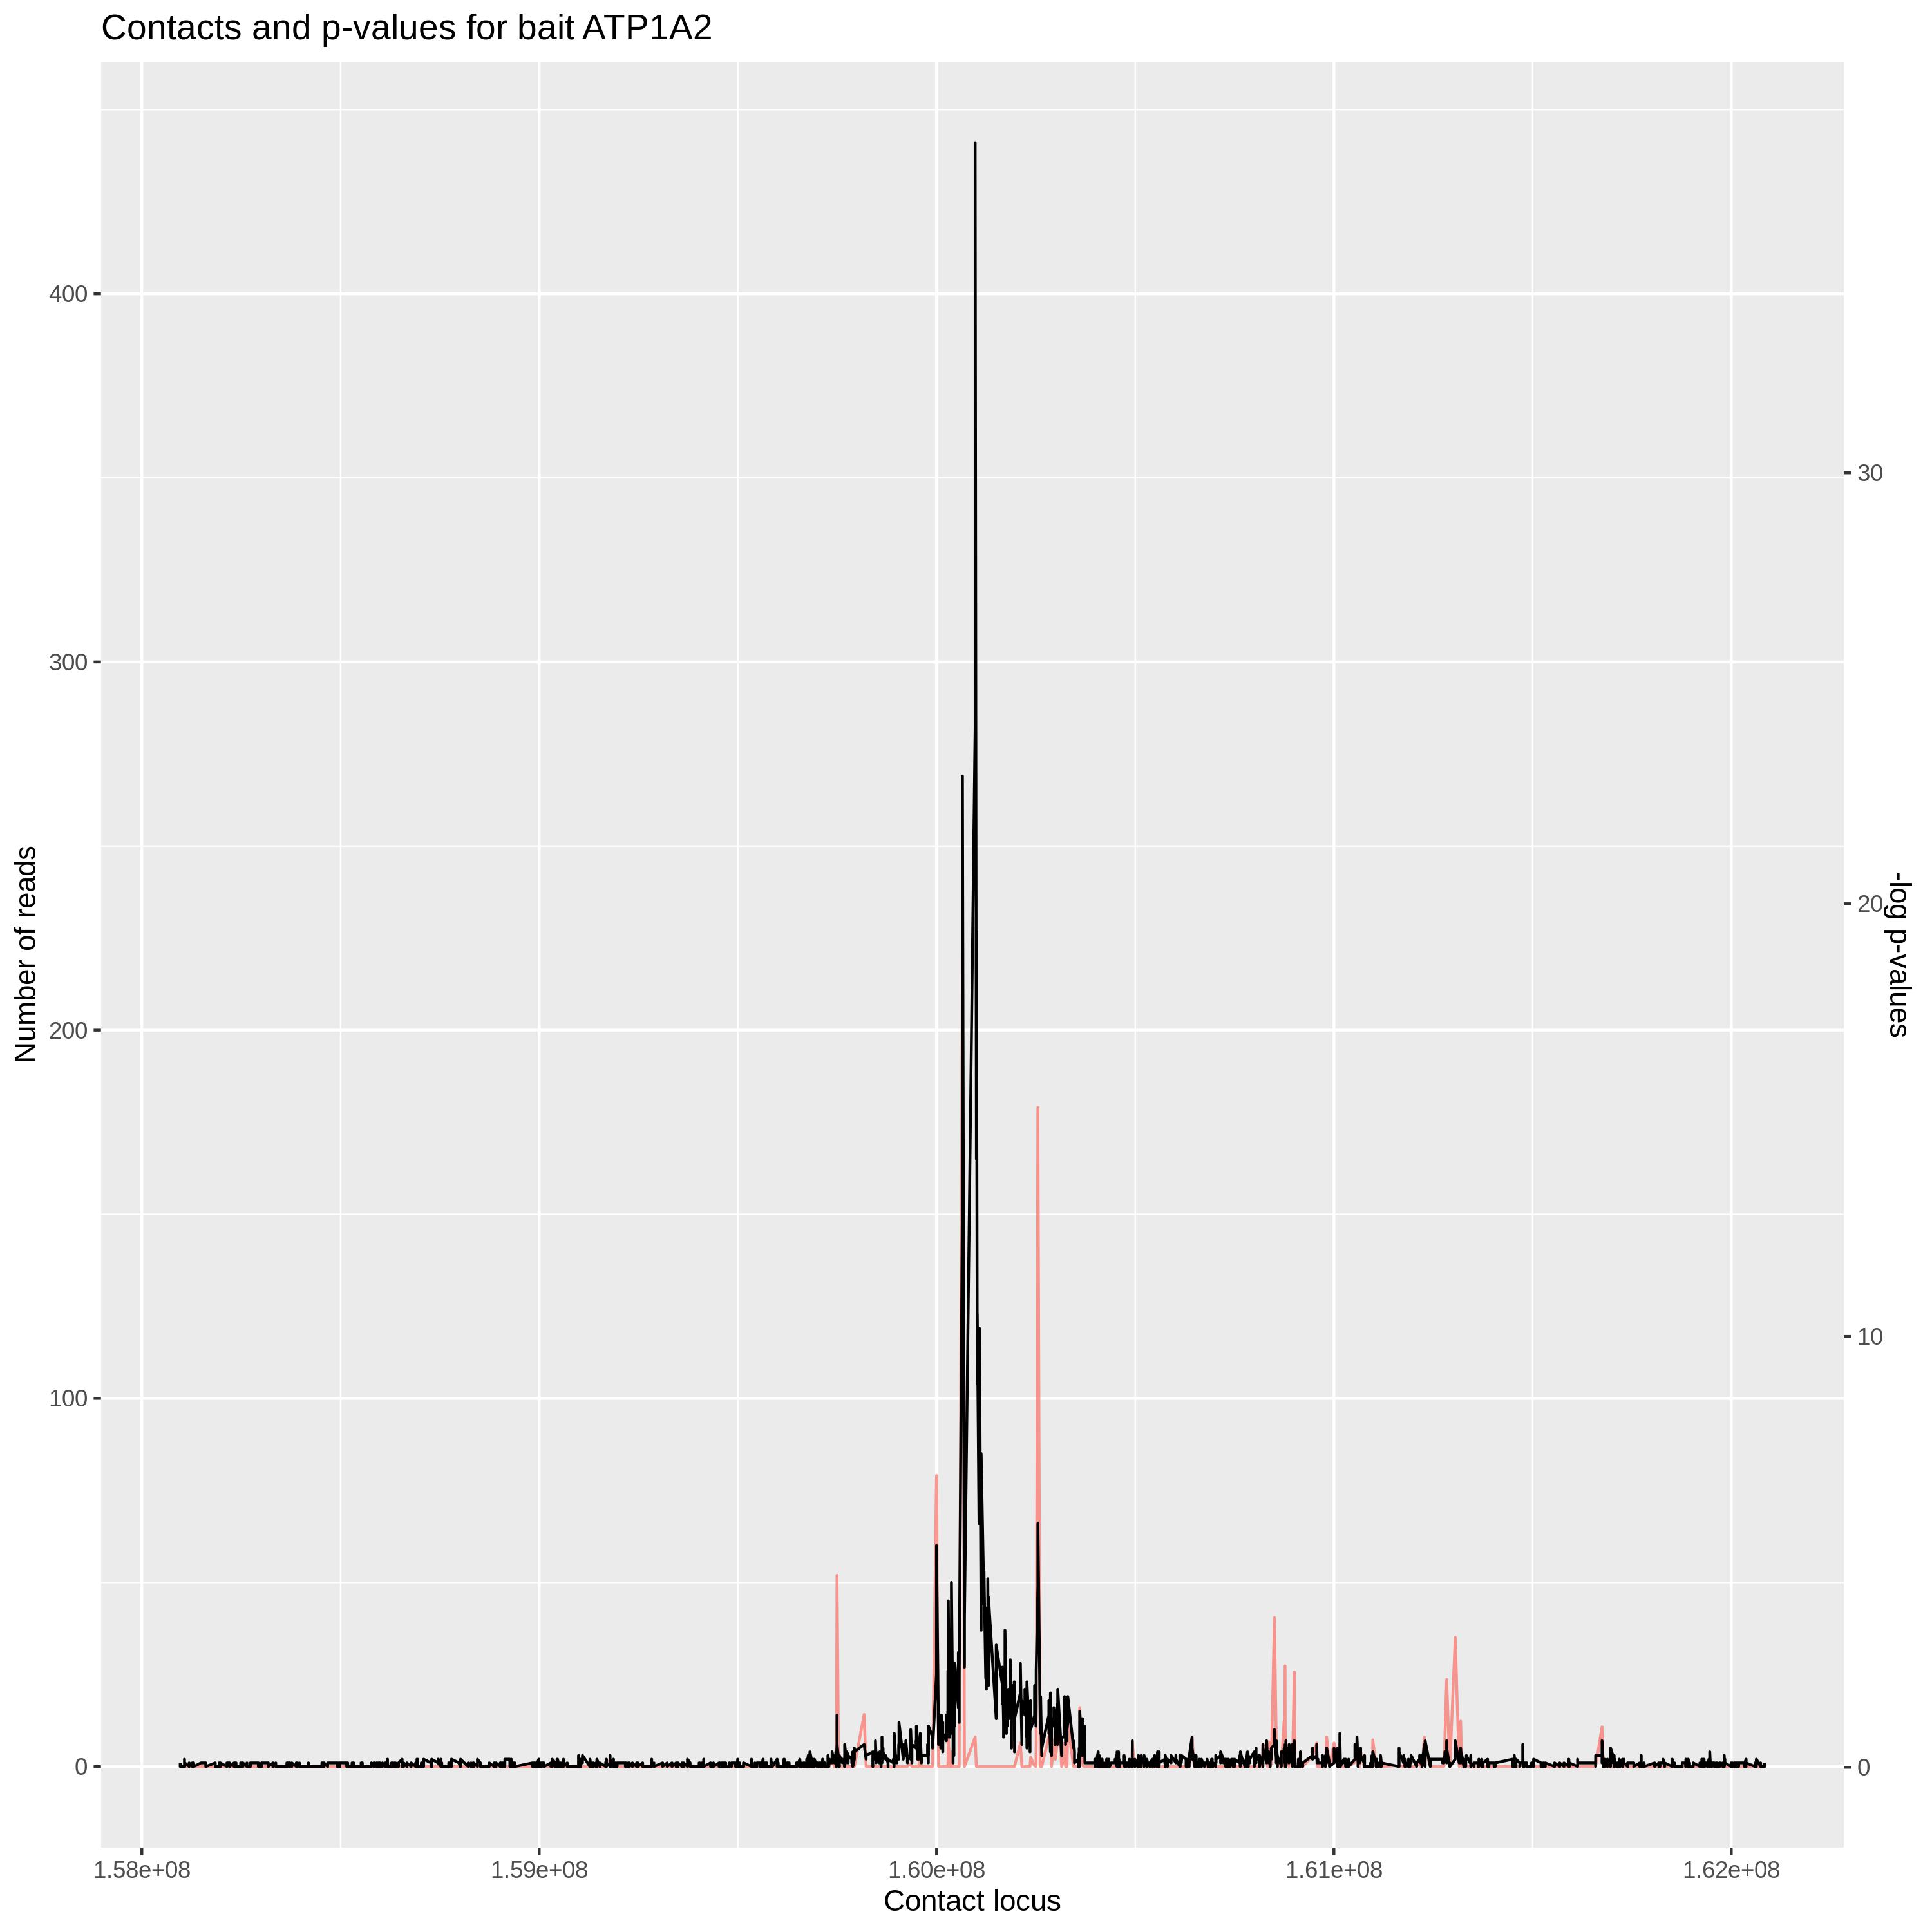 Contacts and p-values for bait ATP1A2
Number of reads
400
300
200
100
0
30
20
10
0
-log p-values
1.58e+08
1.59e+08
1.60e+08
1.61e+08
1.62e+08
Contact locus